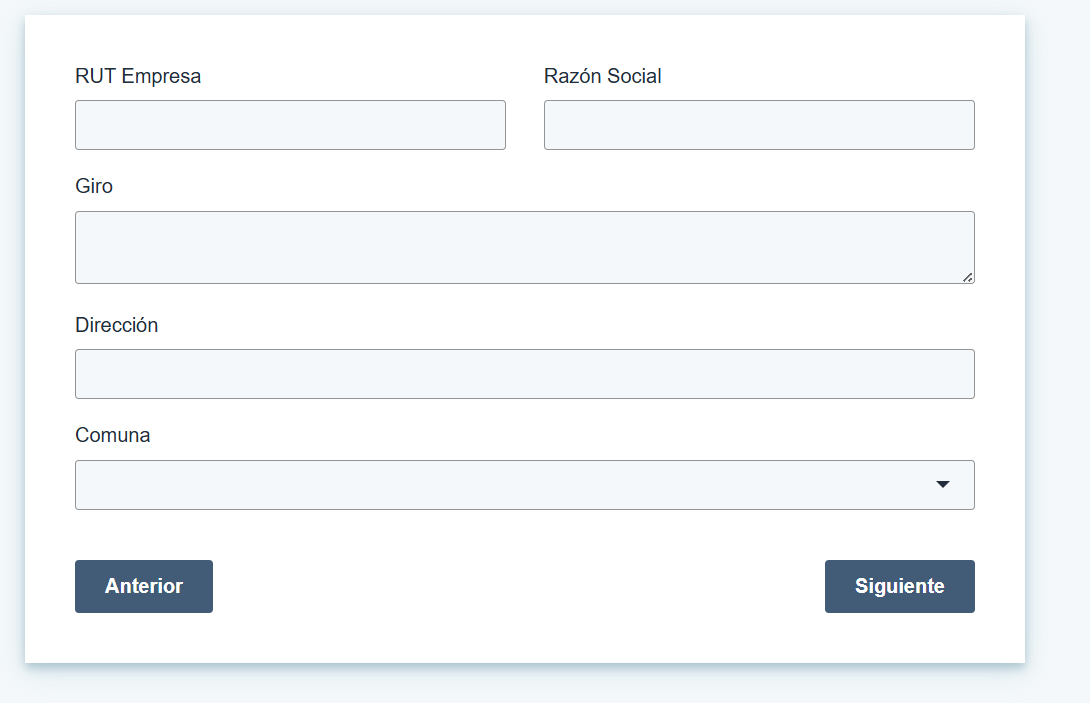 RUT Empresa
Razón Social
Giro
Dirección
Comuna
Anterior
Siguiente